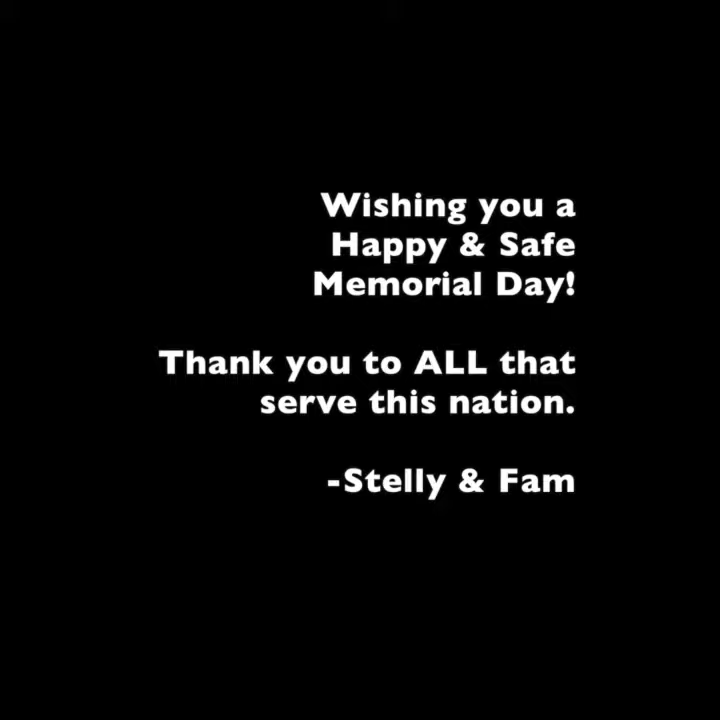 Wishing you a
Happy & Safe
Memorial Day!
Thank you to ALL that
serve this nation.
-Stelly & Fam